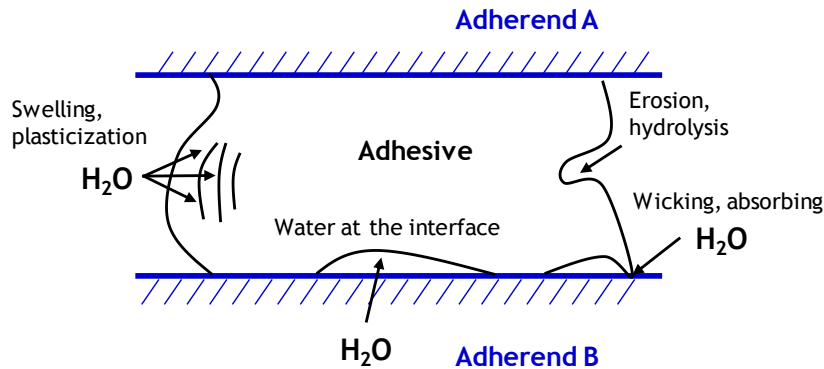 Adherend A
Swelling,
plasticization
H₂O
Adhesive
Erosion,
hydrolysis
Wicking, absorbing
H₂O
Water at the interface
H₂O
Adherend B